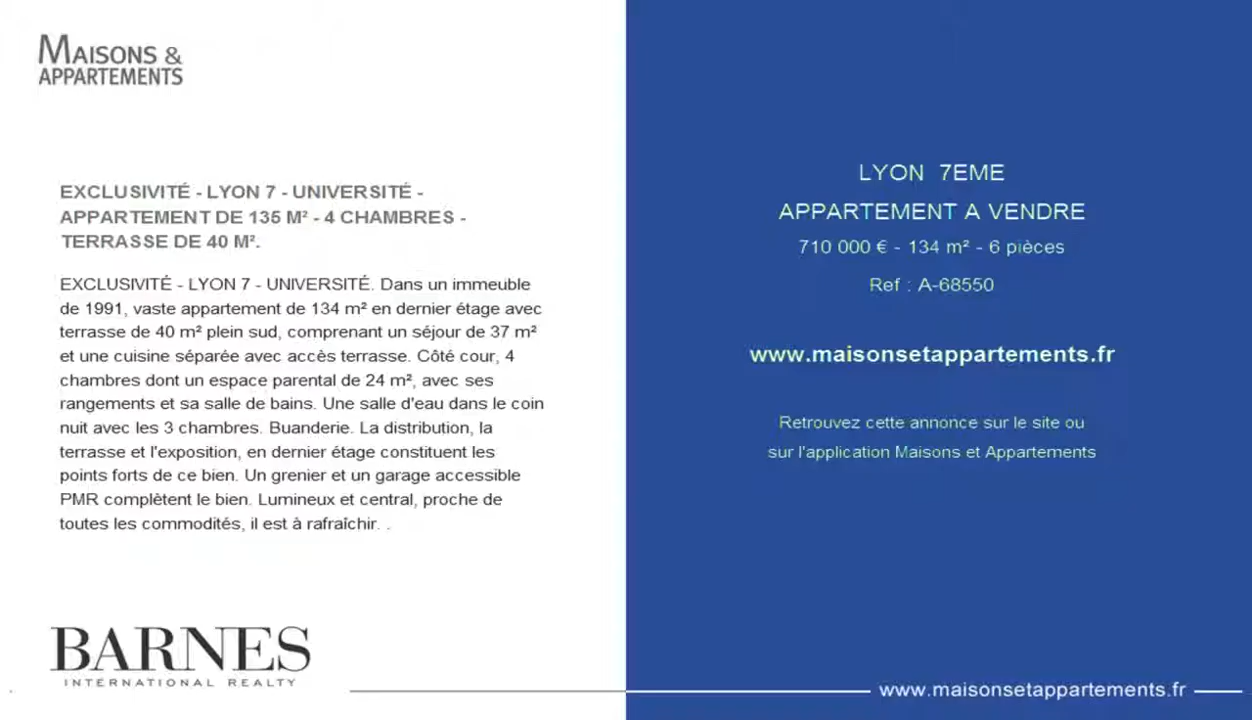 MAISONS &
APPARTEMENTS
EXCLUSIVITÉ - LYON 7 - UNIVERSITÉ -
APPARTEMENT DE 135 M² - 4 CHAMBRES -
TERRASSE DE 40 M².
EXCLUSIVITÉ - LYON 7 - UNIVERSITÉ. Dans un immeuble
de 1991, vaste appartement de 134 m² en dernier étage avec
terrasse de 40 m² plein sud, comprenant un séjour de 37 m²
et une cuisine séparée avec accès terrasse. Côté cour, 4
chambres dont un espace parental de 24 m², avec ses
rangements et sa salle de bains. Une salle d'eau dans le coin
nuit avec les 3 chambres. Buanderie. La distribution, la
terrasse et l'exposition, en dernier étage constituent les
points forts de ce bien. Un grenier et un garage accessible
PMR complètent le bien. Lumineux et central, proche de
toutes les commodités, il est à rafraîchir. .
BARNES
INTERNATIONAL REALTY
LYON 7EME
APPARTEMENT A VENDRE
710 000 € - 134 m² - 6 pièces
Ref : A-68550
www.maisonsetappartements.fr
Retrouvez cette annonce sur le site ou
sur l'application Maisons et Appartements
www.maisonsetappartements.fr